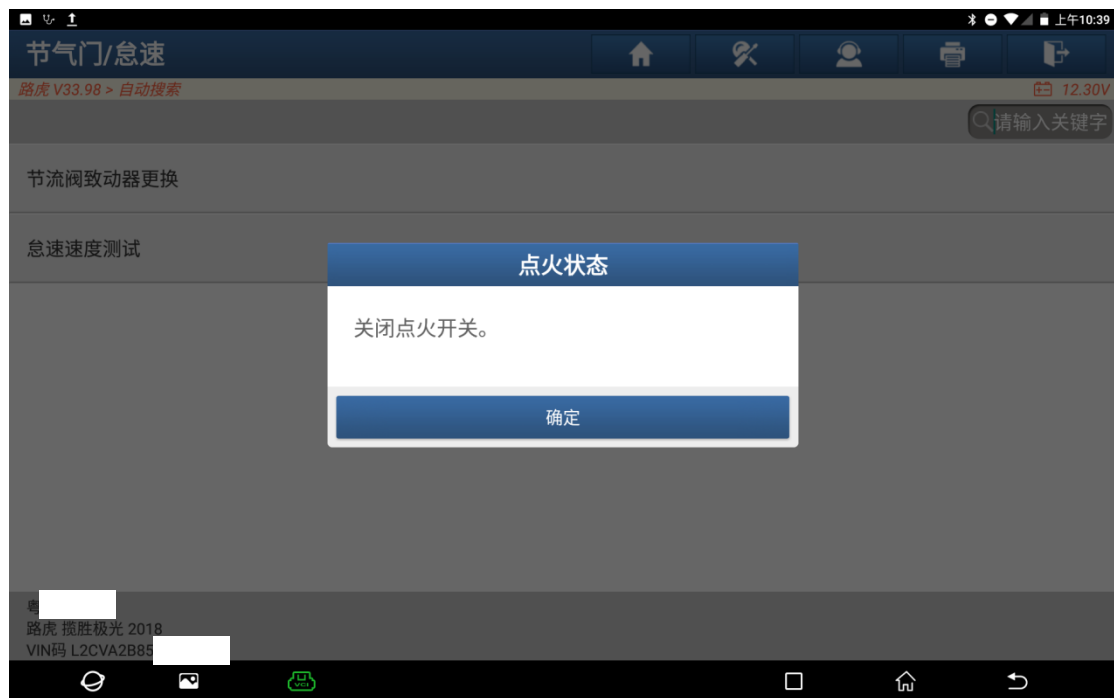 上午10:39
节气门/怠速
路虎 V33.98 > 自动搜索
12.30V
请输入关键字
节流阀致动器更换
怠速速度测试
点火状态
关闭点火开关。
确定
粤
路虎 揽胜极光 2018
VIN码 L2CVA2B85
VCI